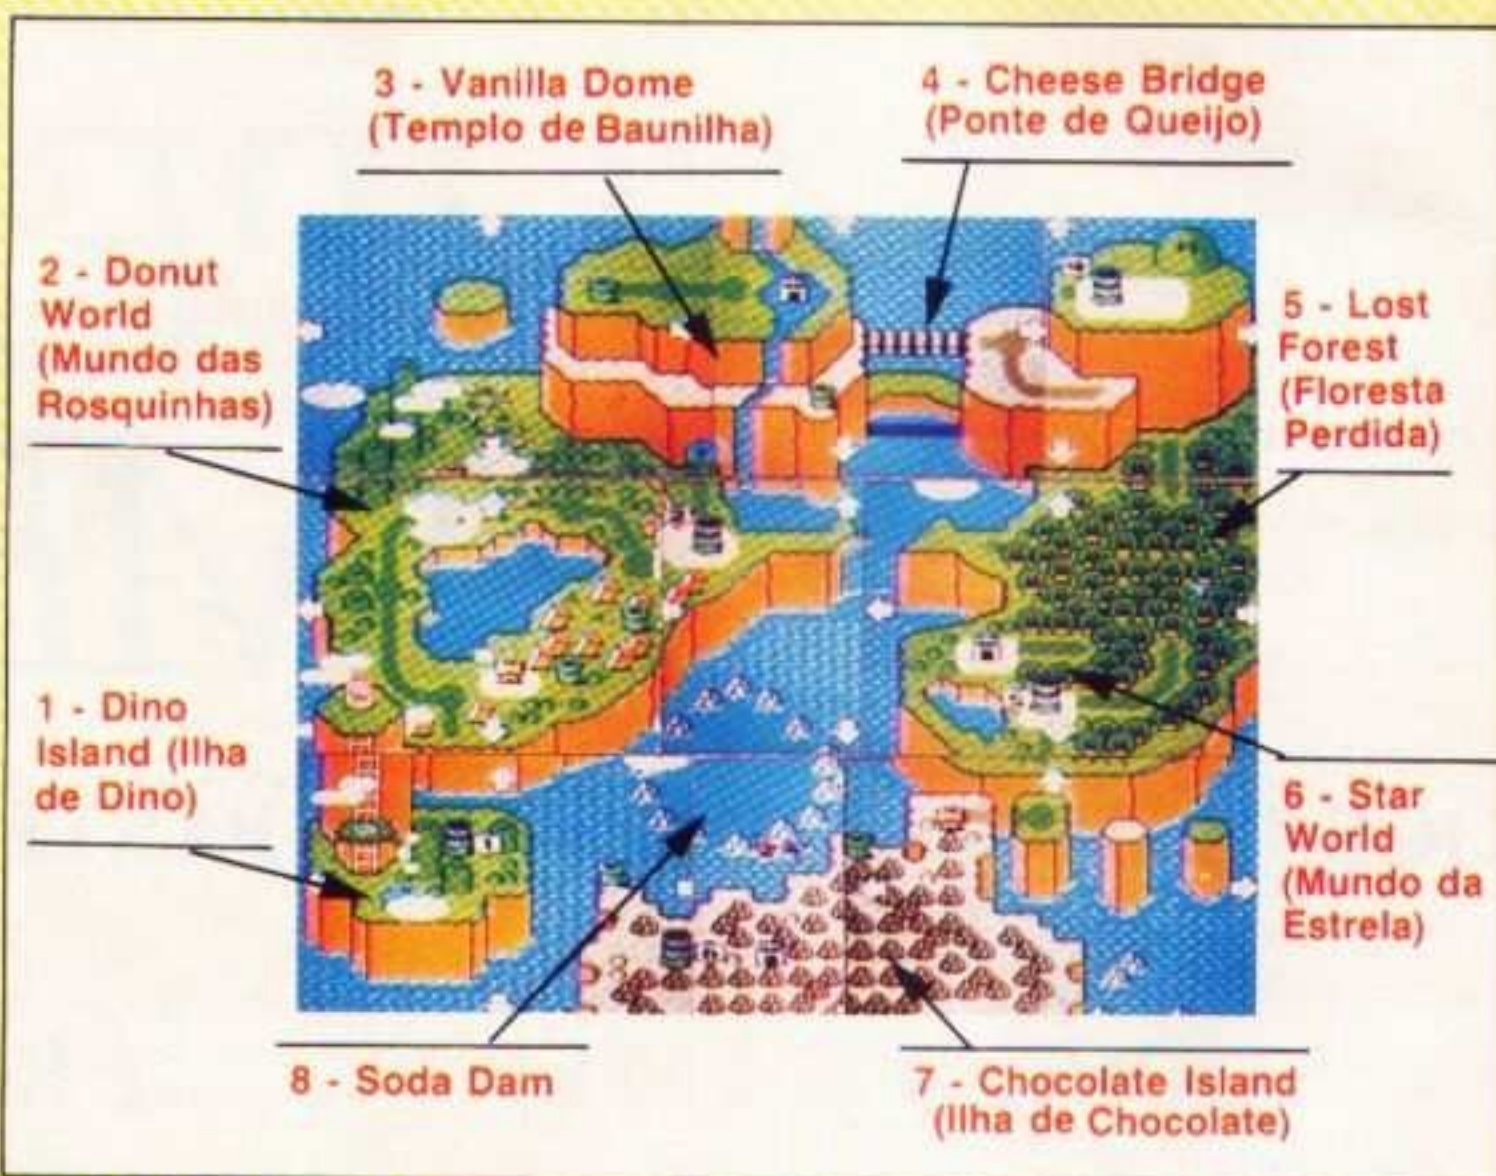 3 - Vanilla Dome
(Templo de Baunilha)
4 - Cheese Bridge
(Ponte de Queijo)
2 - Donut
World
(Mundo das
Rosquinhas)
5 - Lost
Forest
(Floresta
Perdida)
1 - Dino
Island (Ilha
de Dino)
6 - Star
World
(Mundo da
Estrela)
8 - Soda Dam
7 - Chocolate Island
(Ilha de Chocolate)